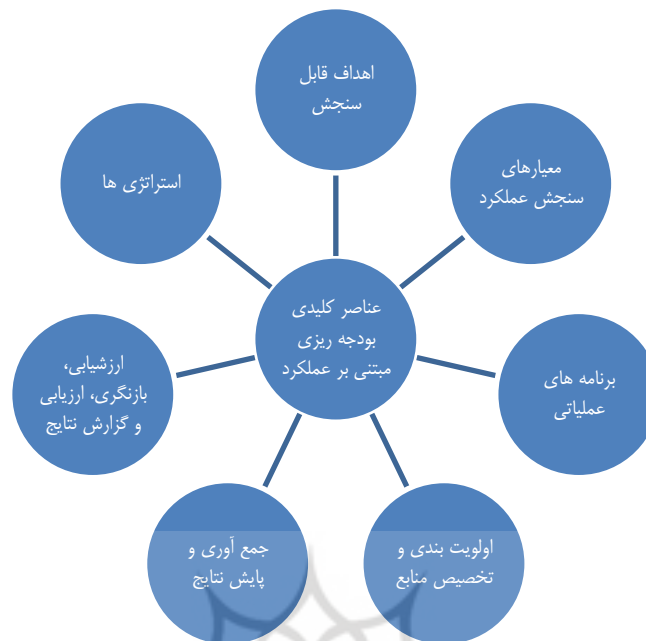 اهداف قابل
سنجش
معیارهای
سنجش عملکرد
استراتژی ها
عناصر کلیدی
بودجه ریزی
مبتنی بر عملکرد
برنامه های
عملیاتی
ارزشیابی،
بازنگری، ارزیابی
و گزارش نتایج
اولویت بندی و
تخصیص منابع
جمع آوری و
پایش نتایج